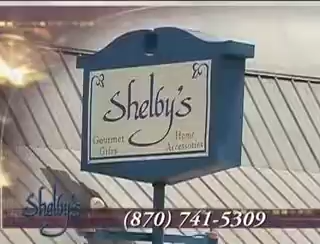 Shelby's
Gourmet Home
Gifts Accessories
Shelby's
(870) 741-5309